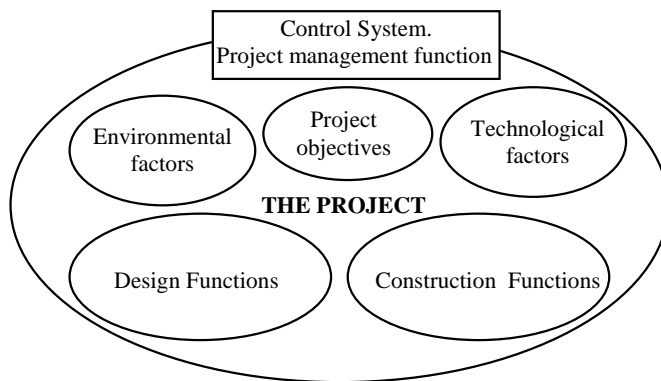 Control System.
Project management function
Environmental
factors
Project
objectives
Technological
factors
THE PROJECT
Design Functions
Construction  Functions